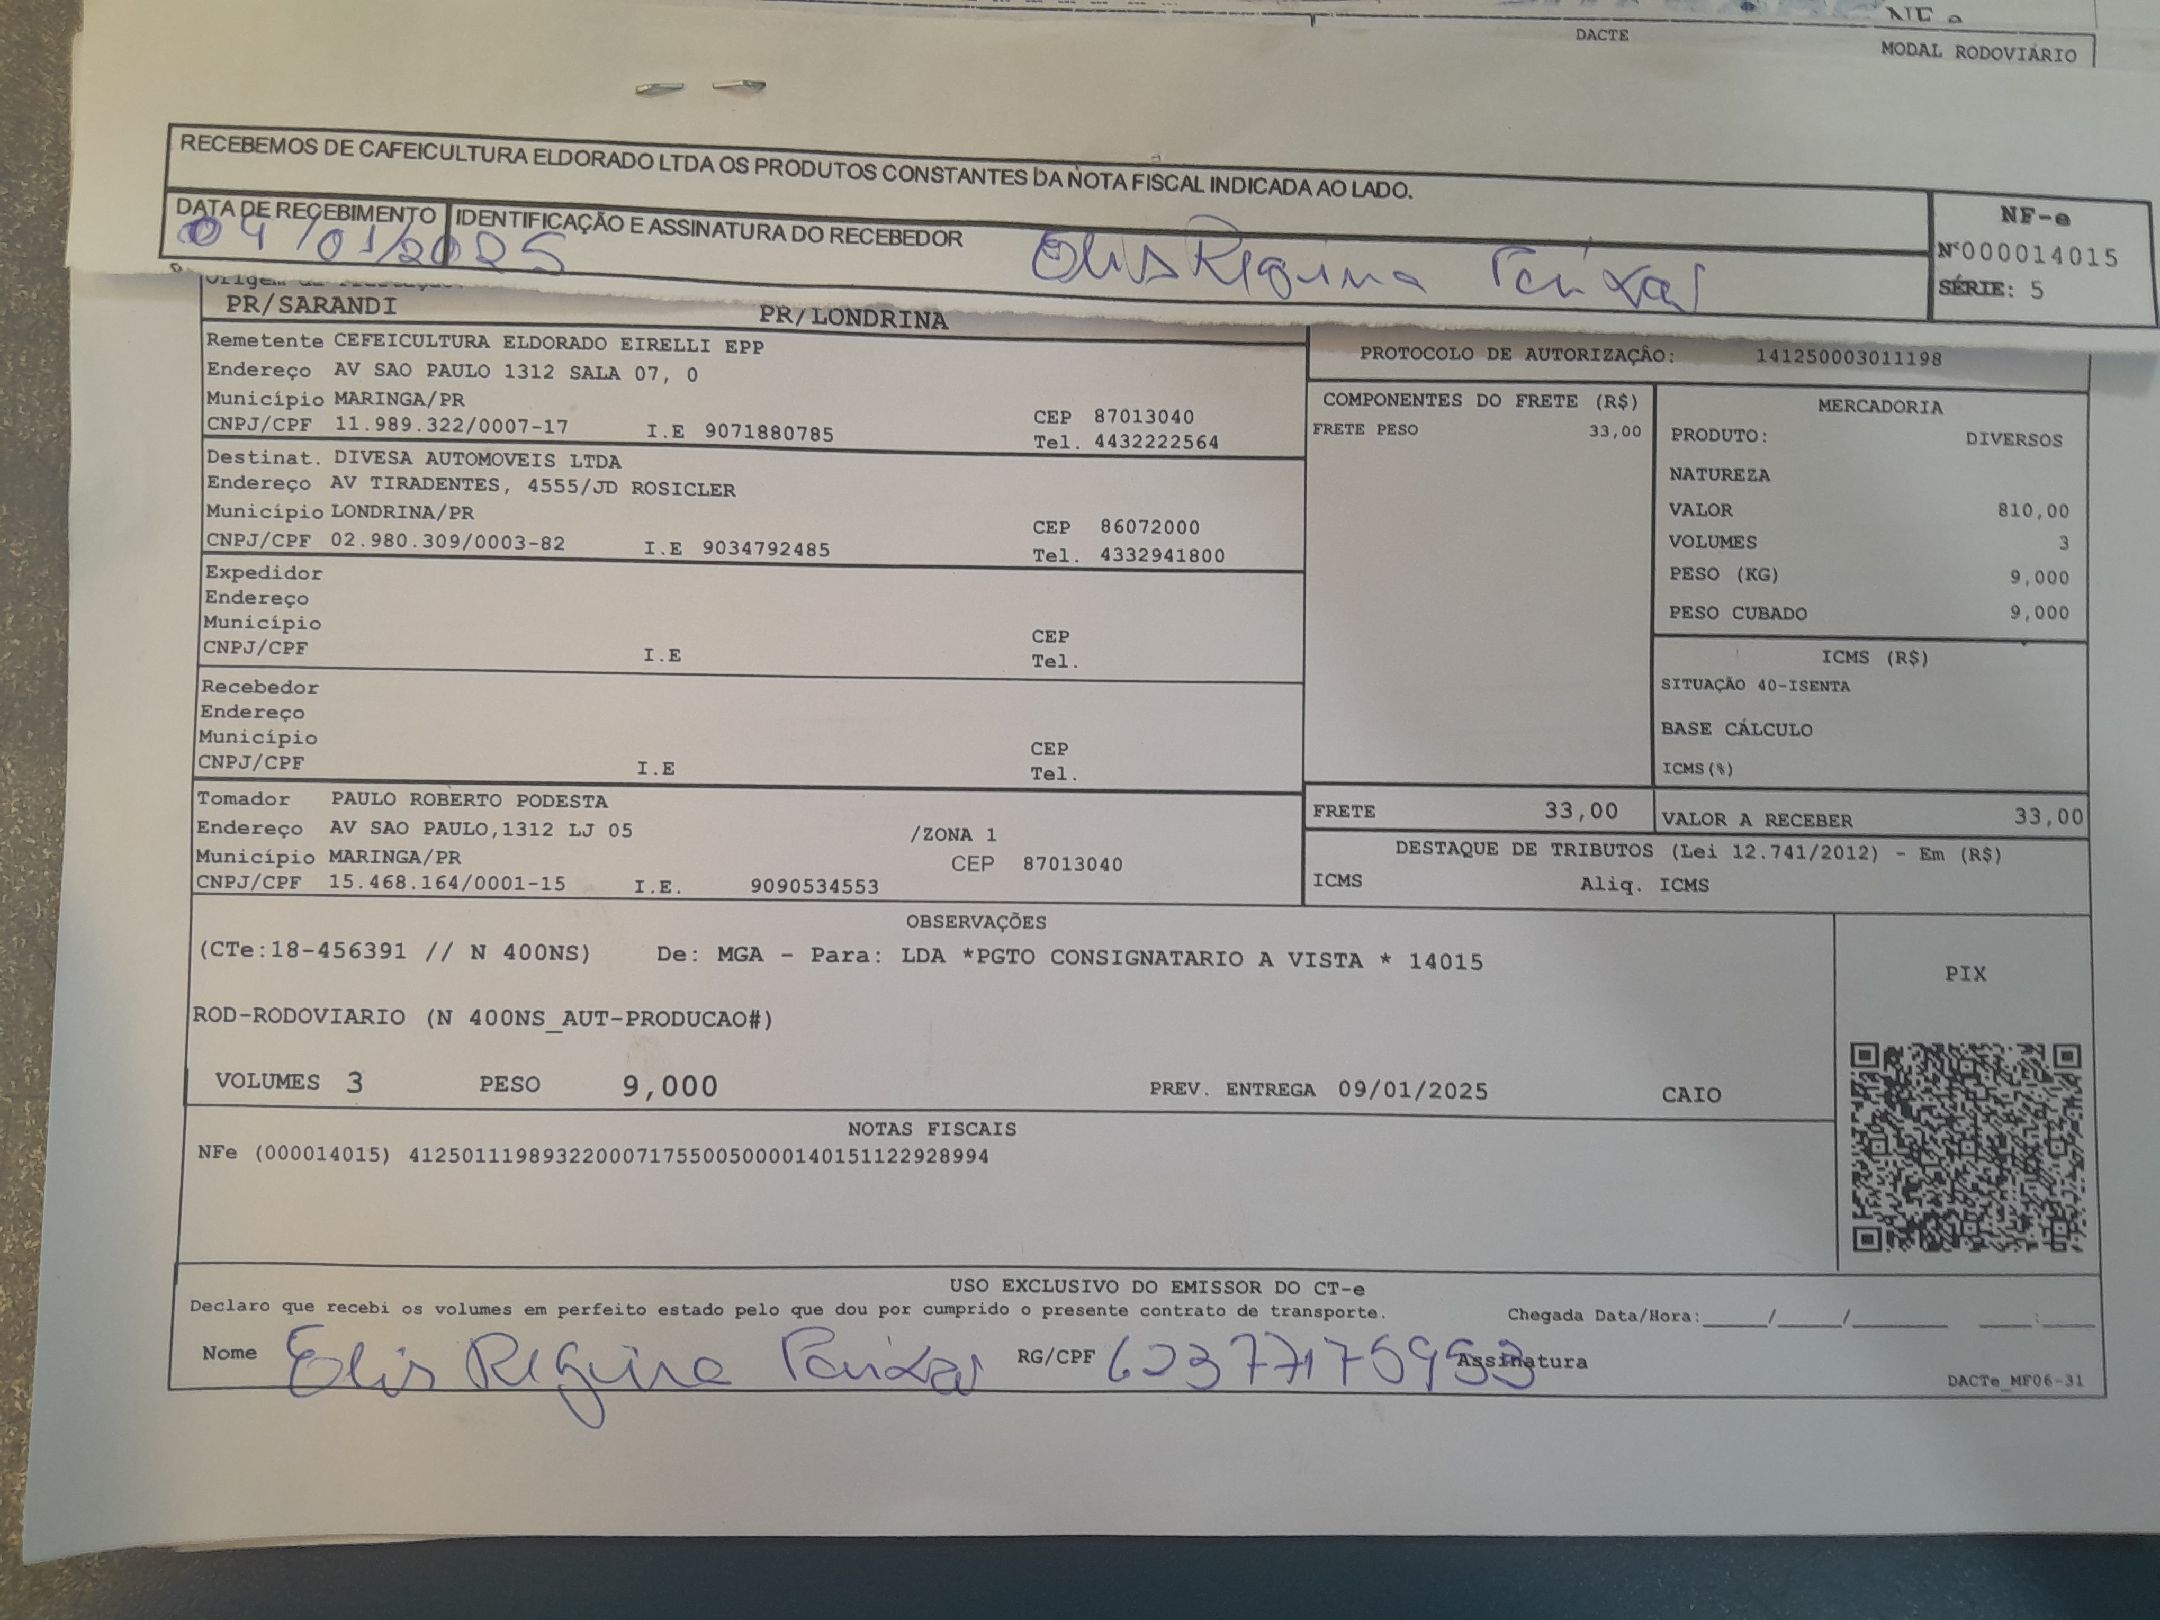 DACTE
MODAL RODOVIÁRIO
RECEBEMOS DE CAFEICULTURA ELDORADO LTDA OS PRODUTOS CONSTANTES DA NOTA FISCAL INDICADA AO LADO.
DATA DE RECEBIMENTO IDENTIFICAÇÃO E ASSINATURA DO RECEBEDOR
09/01/2025 Elis Regina
NF-e
Nº000014015
SÉRIE: 5
PR/SARANDI PR/LONDRINA
Remetente CEFEICULTURA ELDORADO EIRELLI EPP
Endereço AV SAO PAULO 1312 SALA 07, 0
Município MARINGA/PR CEP 87013040
CNPJ/CPF 11.989.322/0007-17 I.E 9071880785 Tel. 4432222564
Destinat. DIVESA AUTOMOVEIS LTDA
Endereço AV TIRADENTES, 4555/JD ROSICLER
Município LONDRINA/PR CEP 86072000
CNPJ/CPF 02.980.309/0003-82 I.E 9034792485 Tel. 4332941800
Expedidor
Endereço
Município CEP
CNPJ/CPF I.E Tel.
Recebedor
Endereço
Município CEP
CNPJ/CPF I.E Tel.
Tomador PAULO ROBERTO PODESTA
Endereço AV SAO PAULO,1312 LJ 05 /ZONA 1
Município MARINGA/PR CEP 87013040
CNPJ/CPF 15.468.164/0001-15 I.E. 9090534553
PROTOCOLO DE AUTORIZAÇÃO: 141250003011198
COMPONENTES DO FRETE (R$)
FRETE PESO 33,00
MERCADORIA
PRODUTO: DIVERSOS
NATUREZA
VALOR 810,00
VOLUMES 3
PESO (KG) 9,000
PESO CUBADO 9,000
ICMS (R$)
SITUAÇÃO 40-ISENTA
BASE CÁLCULO
ICMS(%)
FRETE 33,00 VALOR A RECEBER 33,00
DESTAQUE DE TRIBUTOS (Lei 12.741/2012) - Em (R$)
ICMS Aliq. ICMS
OBSERVAÇÕES
(CTe:18-456391 // N 400NS) De: MGA - Para: LDA *PGTO CONSIGNATARIO A VISTA * 14015
ROD-RODOVIARIO (N 400NS_AUT-PRODUCAO#)
VOLUMES 3 PESO 9,000 PREV. ENTREGA 09/01/2025 CAIO
PIX
NOTAS FISCAIS
NFe (000014015) 41250111989322000717550050000140151122928994
USO EXCLUSIVO DO EMISSOR DO CT-e
Declaro que recebi os volumes em perfeito estado pelo que dou por cumprido o presente contrato de transporte. Chegada Data/Hora:_____/_____/_______ ____:____
Nome Elis Regina RG/CPF Assinatura
DACTe_MF06-31